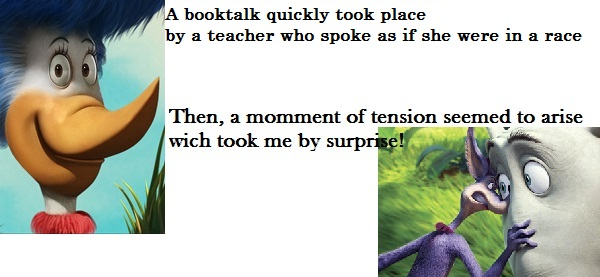 A booktalk quickly took place
by a teacher who spoke as if she were in a race
Then, a momment of tension seemed to arise
wich took me by surprise!